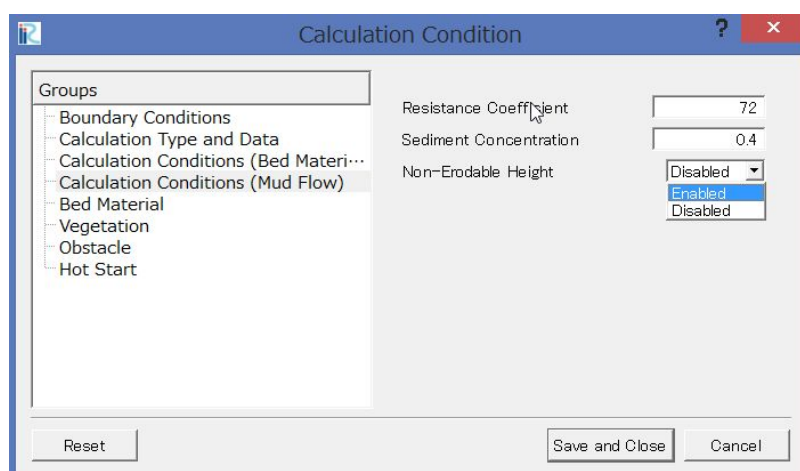 iRIC
Calculation Condition
?
×
Groups
Boundary Conditions
Calculation Type and Data
Calculation Conditions (Bed Materi…
Calculation Conditions (Mud Flow)
Bed Material
Vegetation
Obstacle
Hot Start
Resistance Coefficient 72
Sediment Concentration 0.4
Non-Erodable Height Disabled
Enabled
Disabled
Reset
Save and Close
Cancel